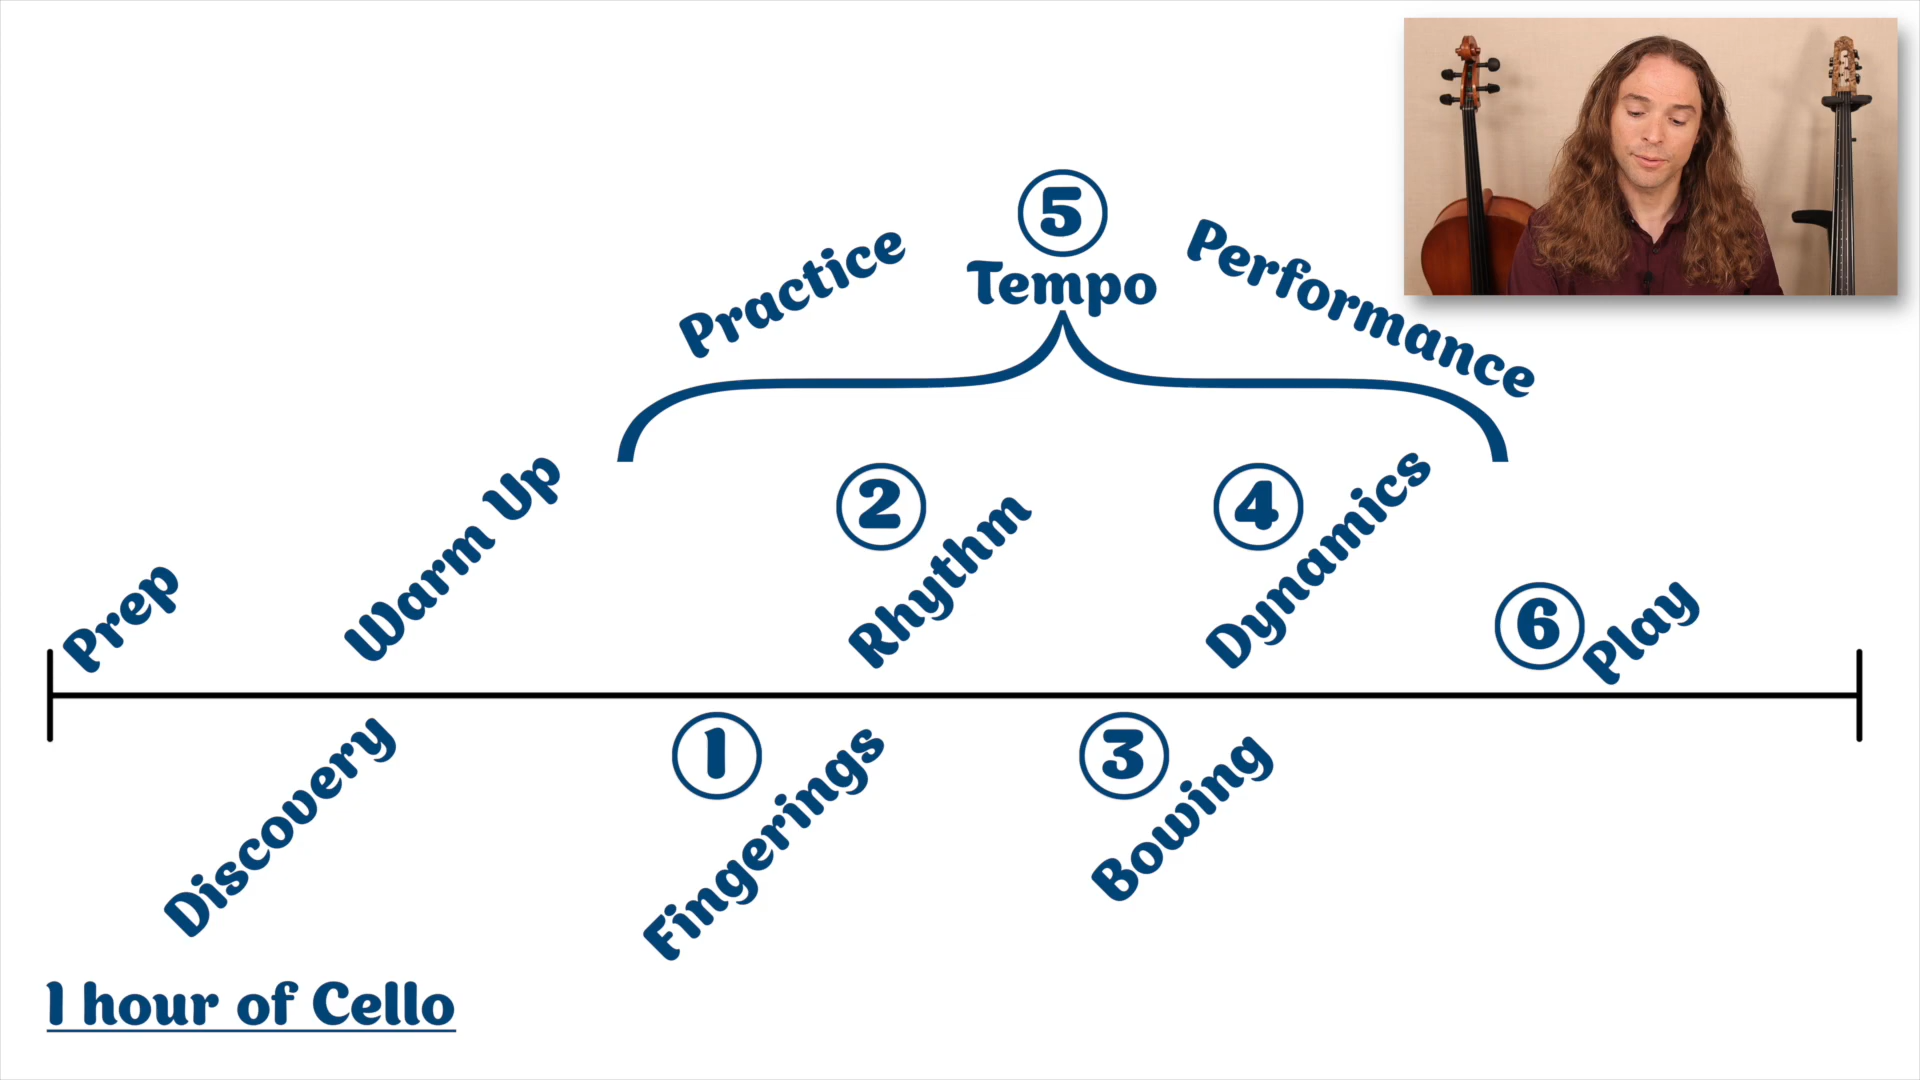 5
Practice
Tempo
Performance
Prep
Warm Up
2
Rhythm
4
Dynamics
6
Play
Discovery
1
Fingerings
3
Bowing
1 hour of Cello